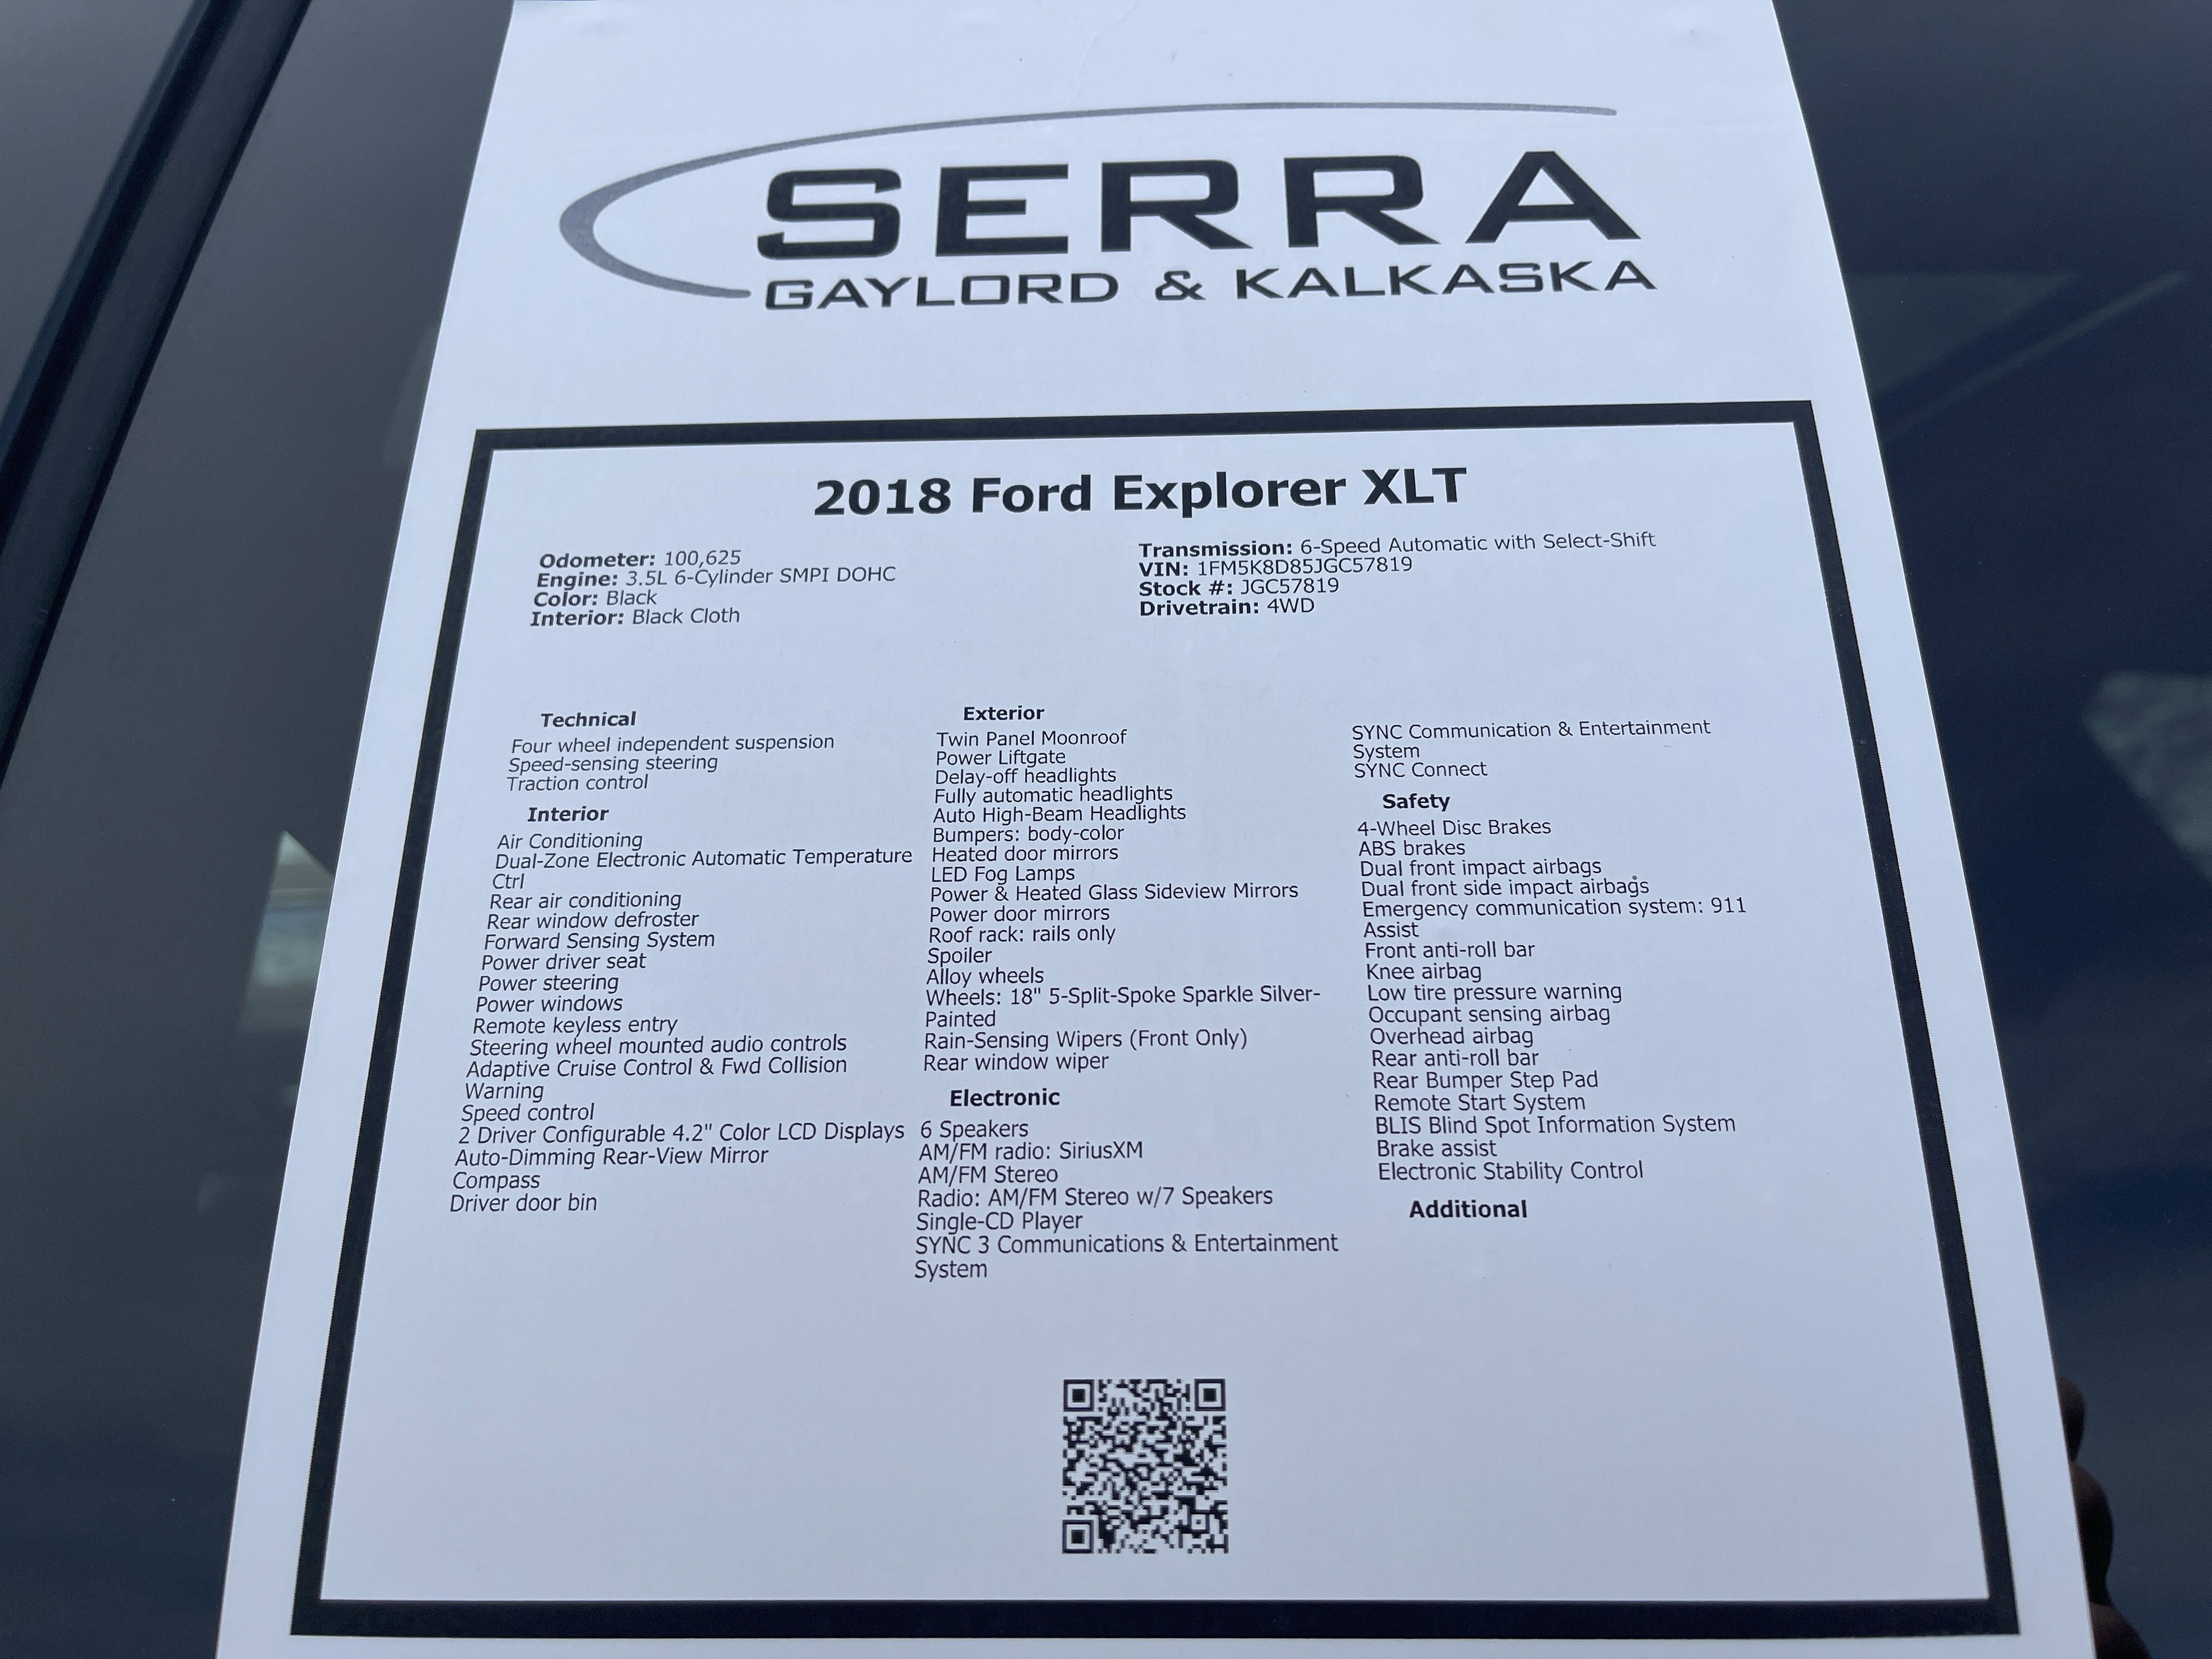 SERRA
GAYLORD & KALKASKA
2018 Ford Explorer XLT
Odometer: 100,625
Engine: 3.5L 6-Cylinder SMPI DOHC
Color: Black
Interior: Black Cloth
Transmission: 6-Speed Automatic with Select-Shift
VIN: 1FM5K8D85JGC57819
Stock #: JGC57819
Drivetrain: 4WD
Technical
Four wheel independent suspension
Speed-sensing steering
Traction control
Interior
Air Conditioning
Dual-Zone Electronic Automatic Temperature
Ctrl
Rear air conditioning
Rear window defroster
Forward Sensing System
Power driver seat
Power steering
Power windows
Remote keyless entry
Steering wheel mounted audio controls
Adaptive Cruise Control & Fwd Collision
Warning
Speed control
2 Driver Configurable 4.2" Color LCD Displays
Auto-Dimming Rear-View Mirror
Compass
Driver door bin
Exterior
Twin Panel Moonroof
Power Liftgate
Delay-off headlights
Fully automatic headlights
Auto High-Beam Headlights
Bumpers: body-color
Heated door mirrors
LED Fog Lamps
Power & Heated Glass Sideview Mirrors
Power door mirrors
Roof rack: rails only
Spoiler
Alloy wheels
Wheels: 18" 5-Split-Spoke Sparkle Silver-
Painted
Rain-Sensing Wipers (Front Only)
Rear window wiper
Electronic
6 Speakers
AM/FM radio: SiriusXM
AM/FM Stereo
Radio: AM/FM Stereo w/7 Speakers
Single-CD Player
SYNC 3 Communications & Entertainment
System
SYNC Communication & Entertainment
System
SYNC Connect
Safety
4-Wheel Disc Brakes
ABS brakes
Dual front impact airbags
Dual front side impact airbags
Emergency communication system: 911
Assist
Front anti-roll bar
Knee airbag
Low tire pressure warning
Occupant sensing airbag
Overhead airbag
Rear anti-roll bar
Rear Bumper Step Pad
Remote Start System
BLIS Blind Spot Information System
Brake assist
Electronic Stability Control
Additional